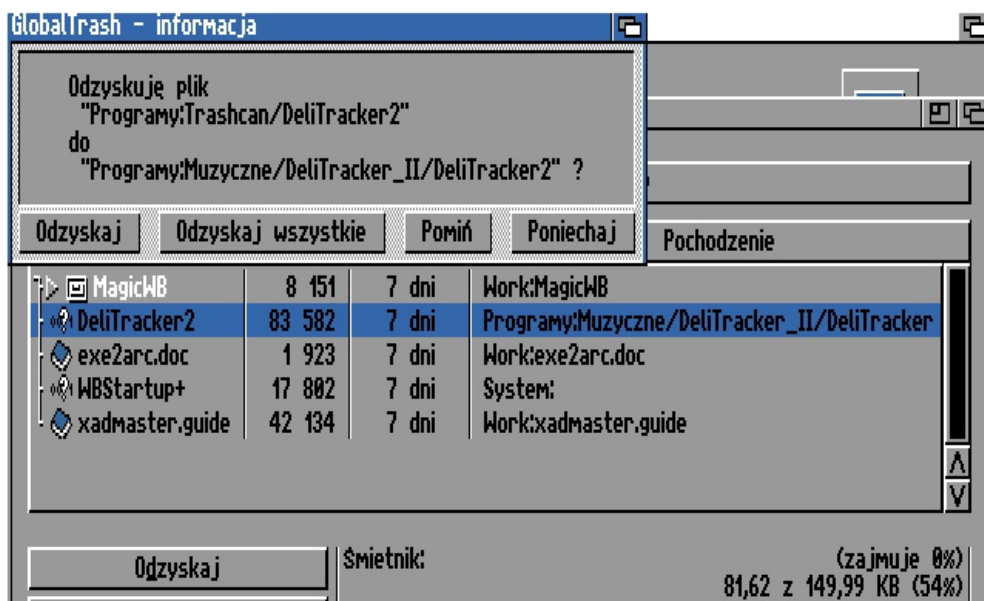 GlobalTrash - informacja
Odzyskuję plik
"Programy:Trashcan/DeliTracker2"
do
"Programy:Muzyczne/DeliTracker_II/DeliTracker2" ?
Odzyskaj Odzyskaj wszystkie Pomiń Poniechaj
Pochodzenie
MagicWB 8 151 7 dni Work:MagicWB
DeliTracker2 83 582 7 dni Programy:Muzyczne/DeliTracker_II/DeliTracker
exe2arc.doc 1 923 7 dni Work:exe2arc.doc
WBStartup+ 17 802 7 dni System:
xadmaster.guide 42 134 7 dni Work:xadmaster.guide
Odzyskaj Śmietnik: (zajmuje 0%)
81,62 z 149,99 KB (54%)